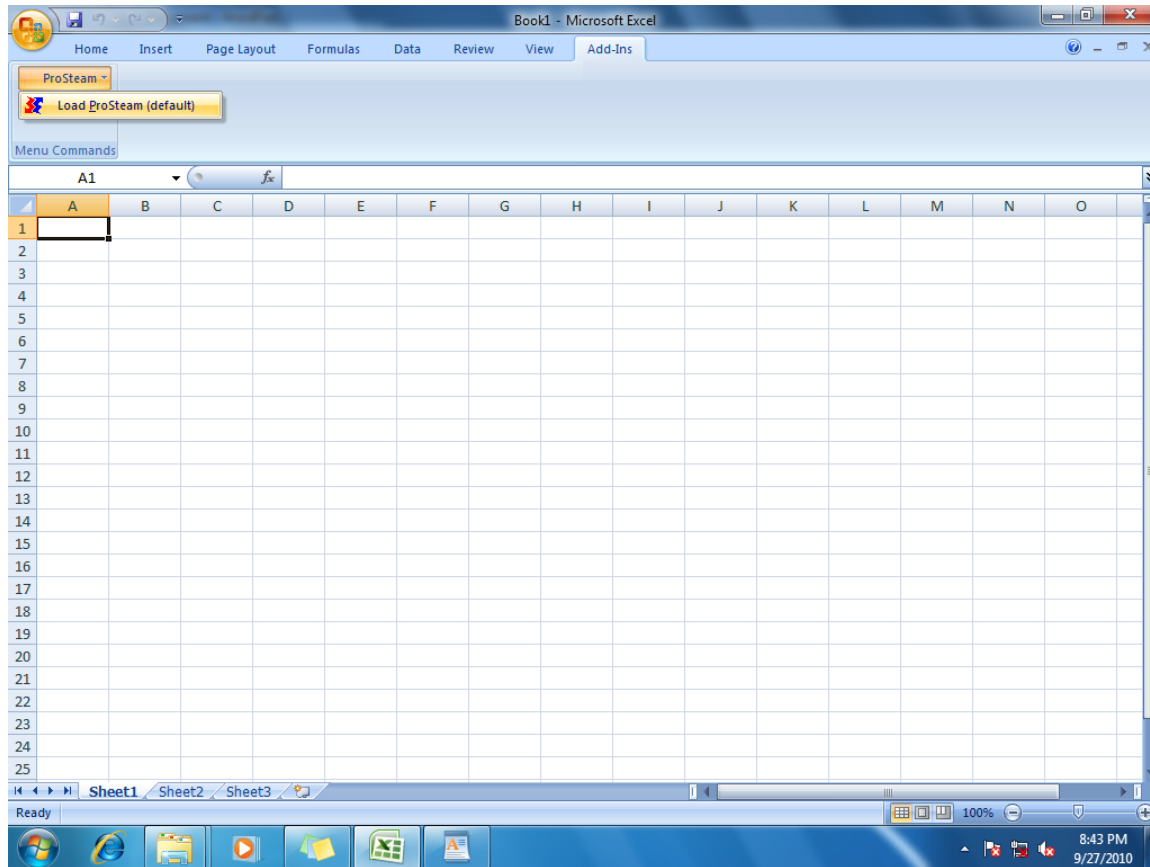 Book1 - Microsoft Excel
Home Insert Page Layout Formulas Data Review View Add-Ins
ProSteam
Load ProSteam (default)
Menu Commands
A1 fx
A B C D E F G H I J K L M N O
1
2
3
4
5
6
7
8
9
10
11
12
13
14
15
16
17
18
19
20
21
22
23
24
25
Sheet1 Sheet2 Sheet3
Ready 100%
8:43 PM
9/27/2010